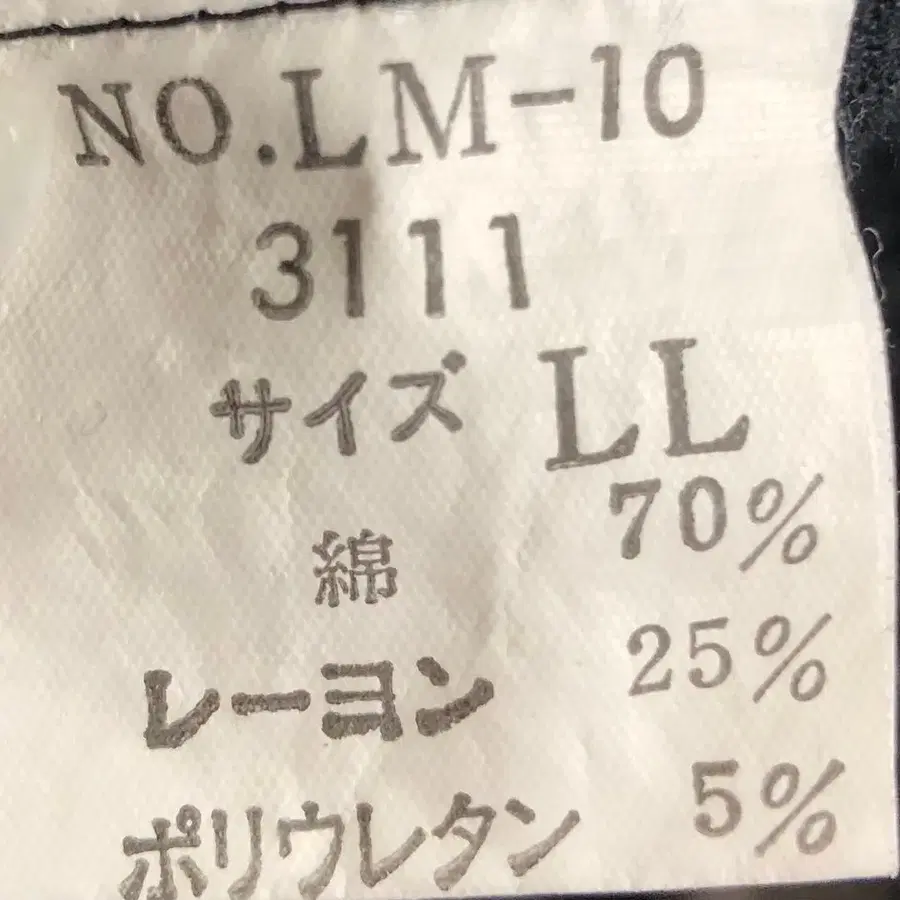 NO.LM-10
3111
サイズ LL
綿 70%
レーヨン 25%
ポリウレタン 5%